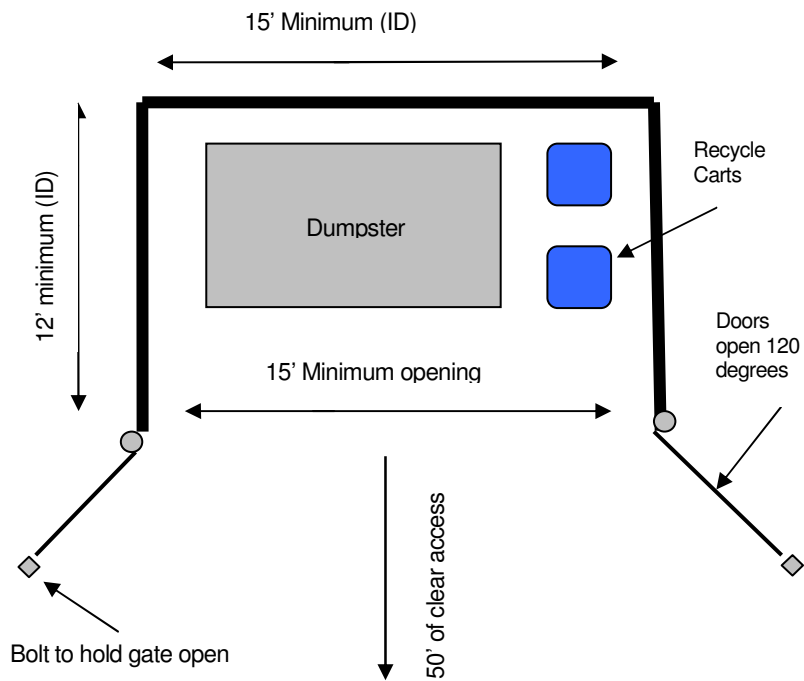 15' Minimum (ID)
Recycle
Carts
12' minimum (ID)
Dumpster
Doors
open 120
degrees
15' Minimum opening
50' of clear access
Bolt to hold gate open